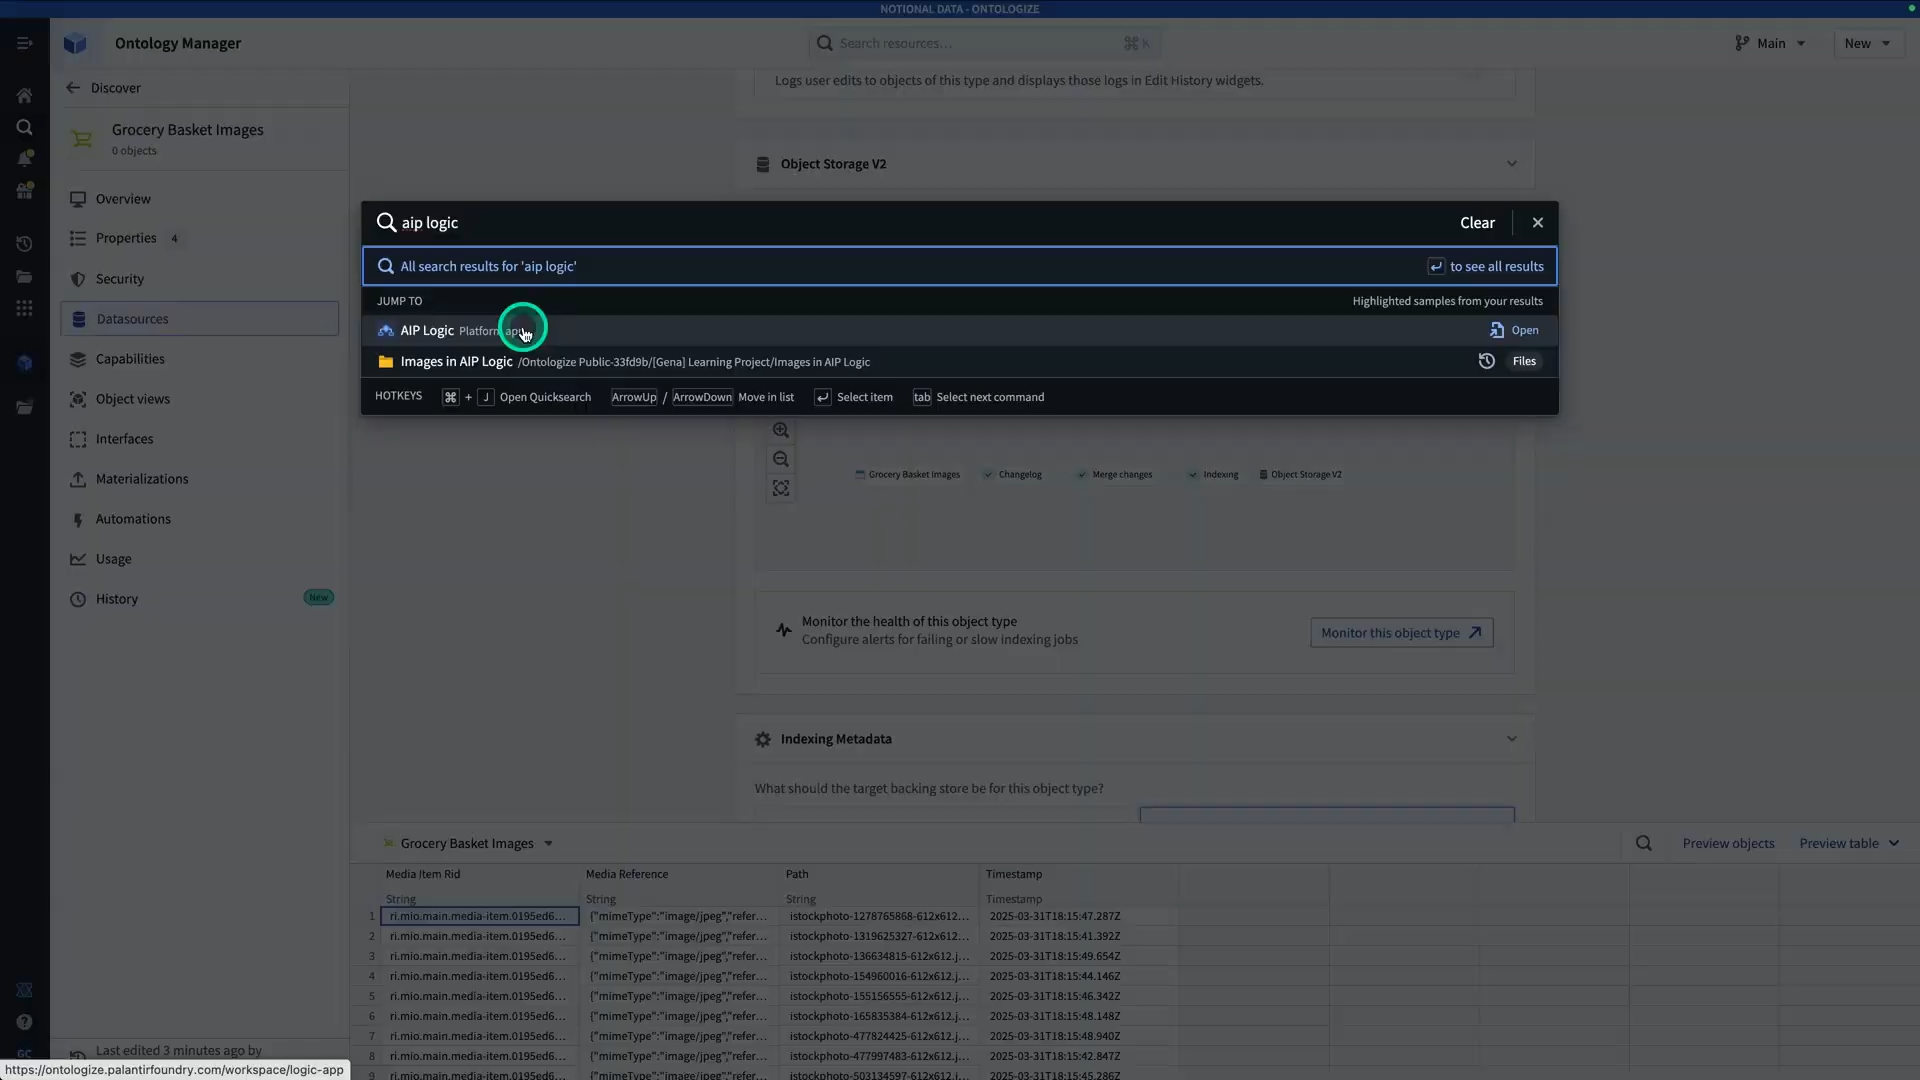 NOTIONAL DATA - ONTOLOGIZE
Ontology Manager
Search resources...
⌘ K
Main
New
Discover
Grocery Basket Images
0 objects
Overview
Properties 4
Security
Datasources
Capabilities
Object views
Interfaces
Materializations
Automations
Usage
History New
Last edited 3 minutes ago by
https://ontologize.palantirfoundry.com/workspace/logic-app
GC
Logs user edits to objects of this type and displays those logs in Edit History widgets.
Object Storage V2
aip logic
Clear
All search results for 'aip logic'
to see all results
JUMP TO
Highlighted samples from your results
AIP Logic Platform app
Open
Images in AIP Logic /Ontologize Public-33fd9b/[Gena] Learning Project/Images in AIP Logic
Files
HOTKEYS ⌘ + J Open Quicksearch ArrowUp / ArrowDown Move in list Select item tab Select next command
Grocery Basket Images Changelog Merge changes Indexing Object Storage V2
Monitor the health of this object type
Configure alerts for failing or slow indexing jobs
Monitor this object type
Indexing Metadata
What should the target backing store be for this object type?
Grocery Basket Images
Preview objects
Preview table
Media Item Rid Media Reference Path Timestamp
String String String Timestamp
1 ri.mio.main.media-item.0195ed6... {"mimeType":"image/jpeg","refer... istockphoto-1278765868-612x612... 2025-03-31T18:15:47.287Z
2 ri.mio.main.media-item.0195ed6... {"mimeType":"image/jpeg","refer... istockphoto-1319625327-612x612... 2025-03-31T18:15:41.392Z
3 ri.mio.main.media-item.0195ed6... {"mimeType":"image/jpeg","refer... istockphoto-136634815-612x612.j... 2025-03-31T18:15:49.654Z
4 ri.mio.main.media-item.0195ed6... {"mimeType":"image/jpeg","refer... istockphoto-154960016-612x612.j... 2025-03-31T18:15:44.146Z
5 ri.mio.main.media-item.0195ed6... {"mimeType":"image/jpeg","refer... istockphoto-155156555-612x612.j... 2025-03-31T18:15:46.342Z
6 ri.mio.main.media-item.0195ed6... {"mimeType":"image/jpeg","refer... istockphoto-165835384-612x612.j... 2025-03-31T18:15:48.148Z
7 ri.mio.main.media-item.0195ed6... {"mimeType":"image/jpeg","refer... istockphoto-477824425-612x612.j... 2025-03-31T18:15:48.940Z
8 ri.mio.main.media-item.0195ed6... {"mimeType":"image/jpeg","refer... istockphoto-477997483-612x612.j... 2025-03-31T18:15:42.847Z
9 ri.mio.main.media-item.0195ed6... {"mimeType":"image/jpeg","refer... istockphoto-503134597-612x612.j... 2025-03-31T18:15:45.286Z